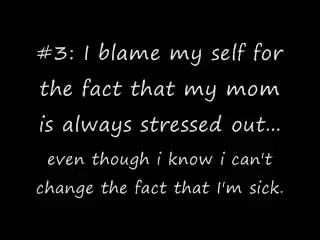 #3: I blame my self for
the fact that my mom
is always stressed out...
even though i know i can't
change the fact that I'm sick.